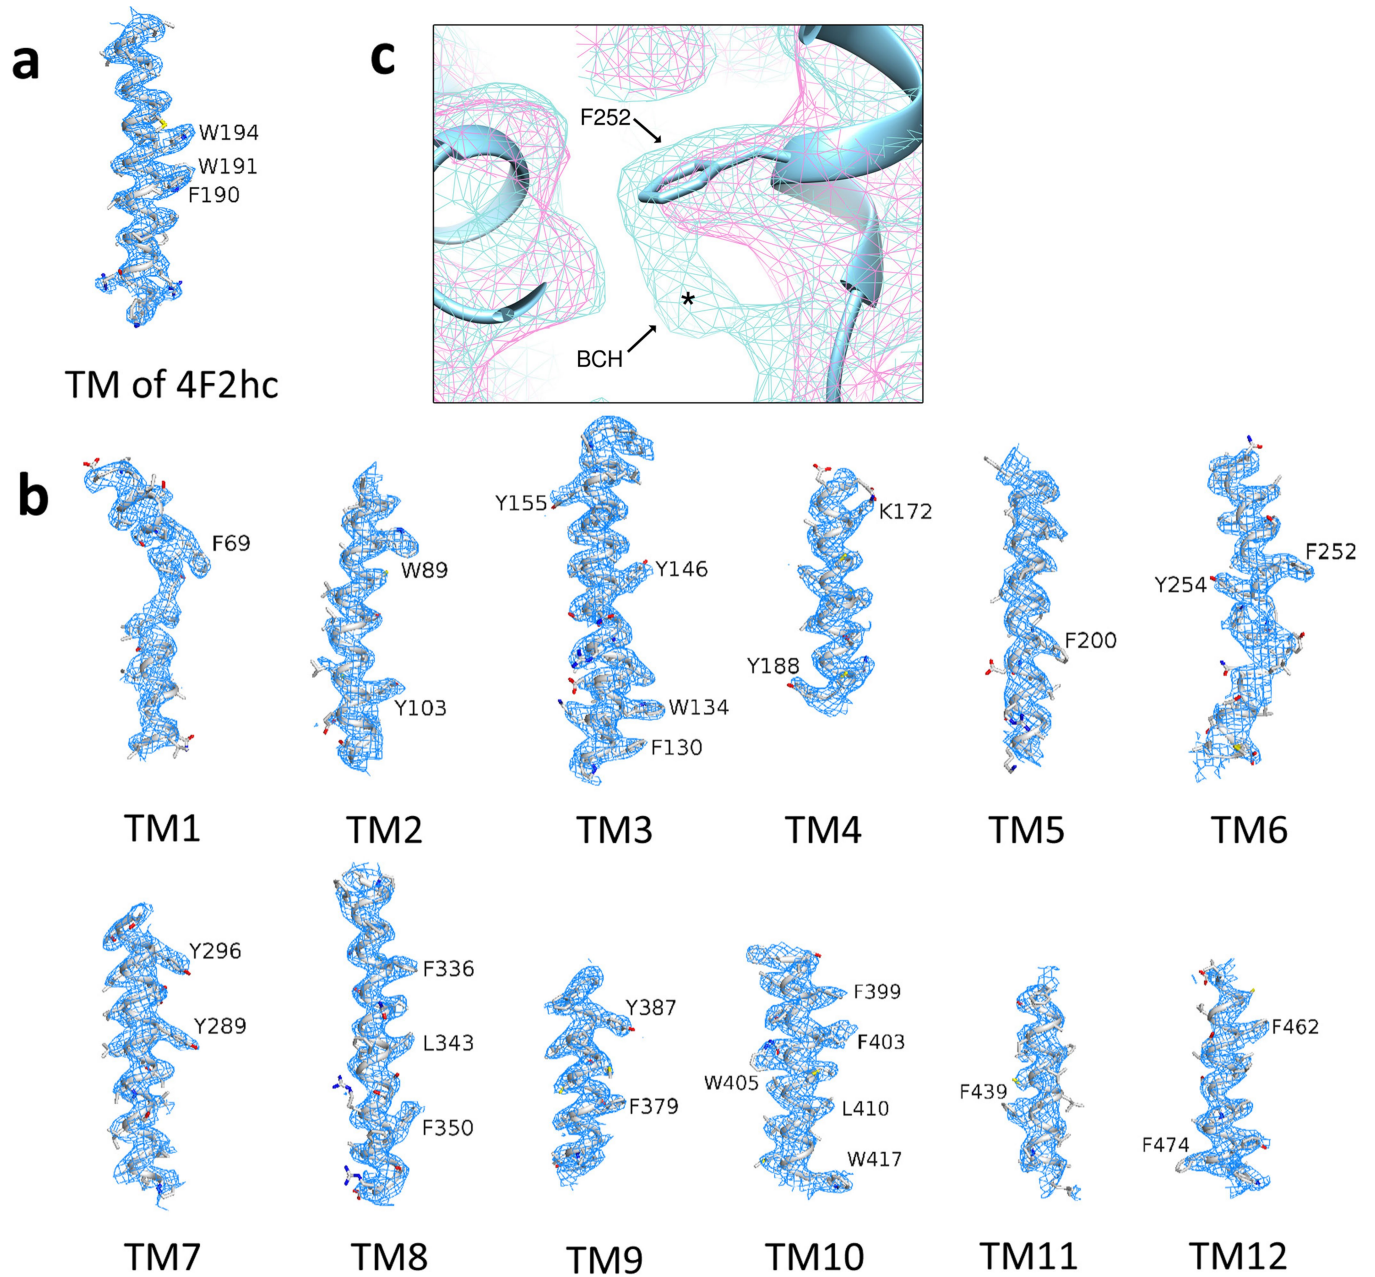 a
W194
W191
F190
TM of 4F2hc
c
F252
*
BCH
b
F69
W89
Y103
Y155
Y146
W134
F130
K172
Y188
F200
F252
Y254
TM1 TM2 TM3 TM4 TM5 TM6
Y296
Y289
F336
L343
F350
Y387
F379
F399
F403
W405
L410
W417
F439
F462
F474
TM7 TM8 TM9 TM10 TM11 TM12